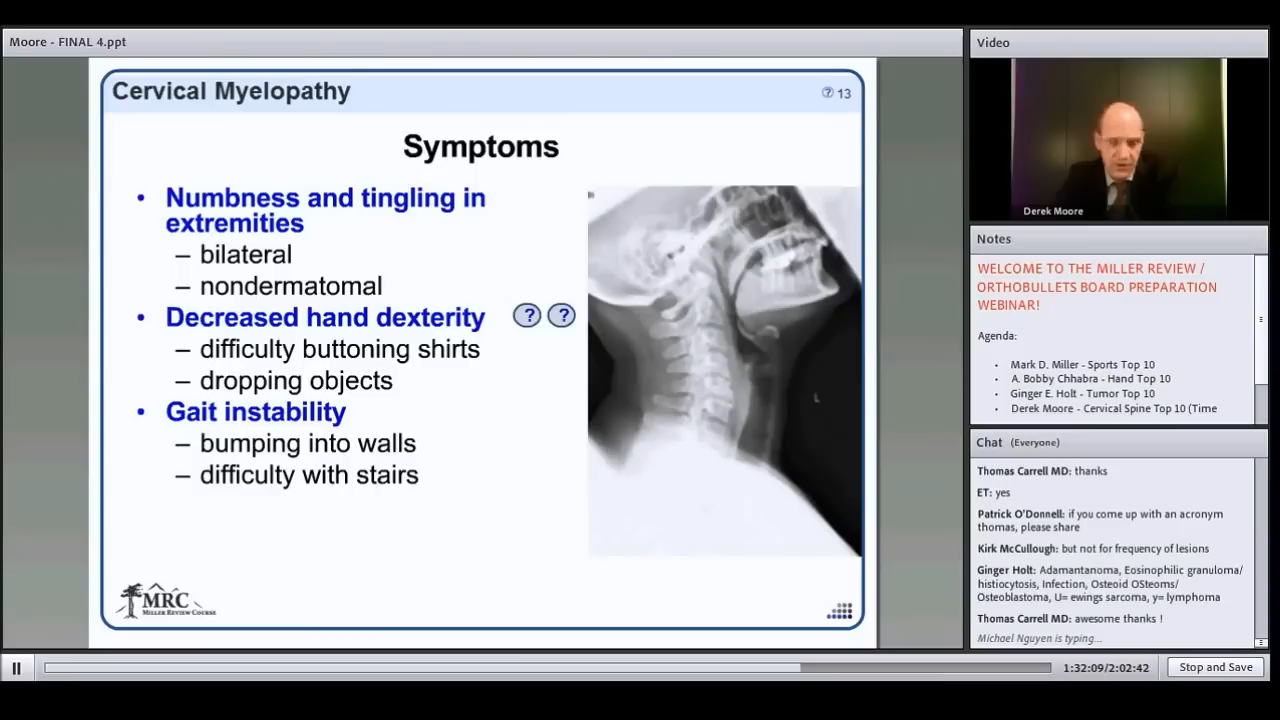 Moore - FINAL 4.ppt
Cervical Myelopathy
? 13
Symptoms
• Numbness and tingling in
extremities
– bilateral
– nondermatomal
• Decreased hand dexterity ? ?
– difficulty buttoning shirts
– dropping objects
• Gait instability
– bumping into walls
– difficulty with stairs
L
MRC
MILLER REVIEW COURSE
Video
Derek Moore
Notes
WELCOME TO THE MILLER REVIEW /
ORTHOBULLETS BOARD PREPARATION
WEBINAR!
Agenda:
• Mark D. Miller - Sports Top 10
• A. Bobby Chhabra - Hand Top 10
• Ginger E. Holt - Tumor Top 10
• Derek Moore - Cervical Spine Top 10 (Time
Chat (Everyone)
Thomas Carrell MD: thanks
ET: yes
Patrick O'Donnell: if you come up with an acronym
thomas, please share
Kirk McCullough: but not for frequency of lesions
Ginger Holt: Adamantanoma, Eosinophilic granuloma/
histiocytosis, Infection, Osteoid OSteoms/
Osteoblastoma, U= ewings sarcoma, y= lymphoma
Thomas Carrell MD: awesome thanks !
Michael Nguyen is typing...
1:32:09/2:02:42
Stop and Save